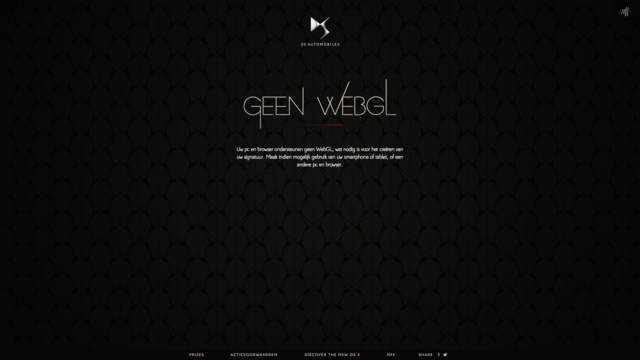 DS AUTOMOBILES
GEEN WEBGL
Uw pc en browser ondersteunen geen WebGL, wat nodig is voor het creëren van
uw signatuur. Maak indien mogelijk gebruik van uw smartphone of tablet, of een
andere pc en browser.
PRIZES ACTIEVOORWAARDEN DISCOVER THE NEW DS 3 NFF SHARE